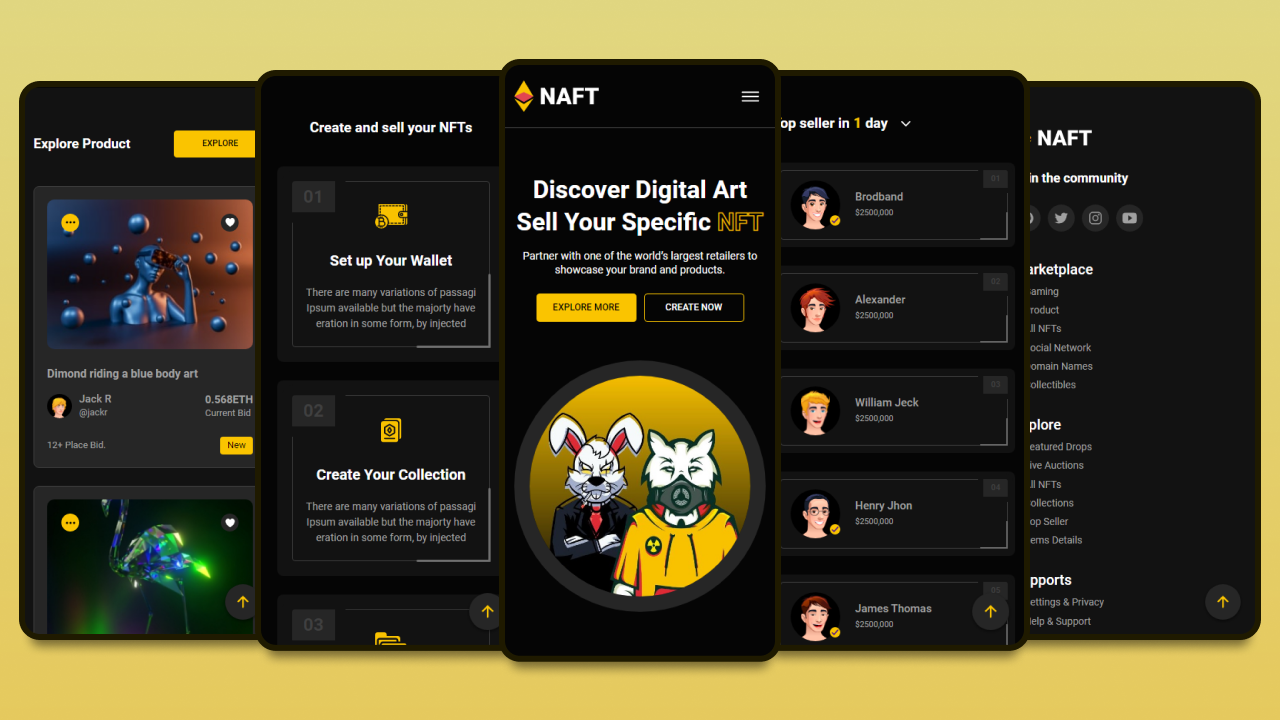 Explore Product
EXPLORE
Dimond riding a blue body art
Jack R
@jackr
0.568ETH
Current Bid
12+ Place Bid.
New
Create and sell your NFTs
01
Set up Your Wallet
There are many variations of passagi
Ipsum available but the majorty have
eration in some form, by injected
02
Create Your Collection
There are many variations of passagi
Ipsum available but the majorty have
eration in some form, by injected
03
NAFT
Discover Digital Art
Sell Your Specific NFT
Partner with one of the world's largest retailers to
showcase your brand and products.
EXPLORE MORE
CREATE NOW
op seller in 1 day
01
Brodband
$2500,000
02
Alexander
$2500,000
03
William Jeck
$2500,000
04
Henry Jhon
$2500,000
05
James Thomas
$2500,000
NAFT
in the community
arketplace
aming
roduct
ll NFTs
ocial Network
omain Names
ollectibles
plore
eatured Drops
ive Auctions
ll NFTs
ollections
op Seller
ems Details
pports
ettings & Privacy
elp & Support